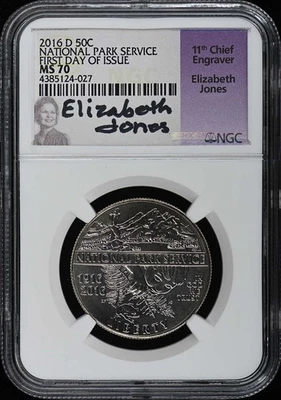 2016 D 50C
NATIONAL PARK SERVICE
FIRST DAY OF ISSUE
MS 70
4385124-027
11th Chief
Engraver
Elizabeth
Jones
NGC
Elizabeth
Jones
NATIONAL PARK SERVICE
1916
2016
LIBERTY